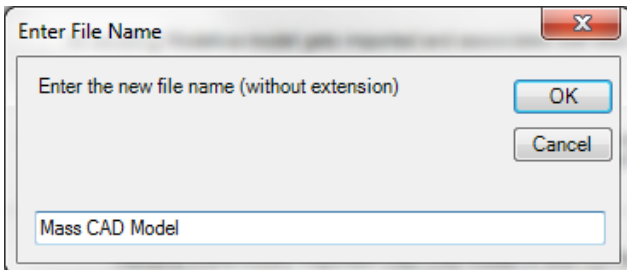 Enter File Name
Enter the new file name (without extension)
OK
Cancel
Mass CAD Model